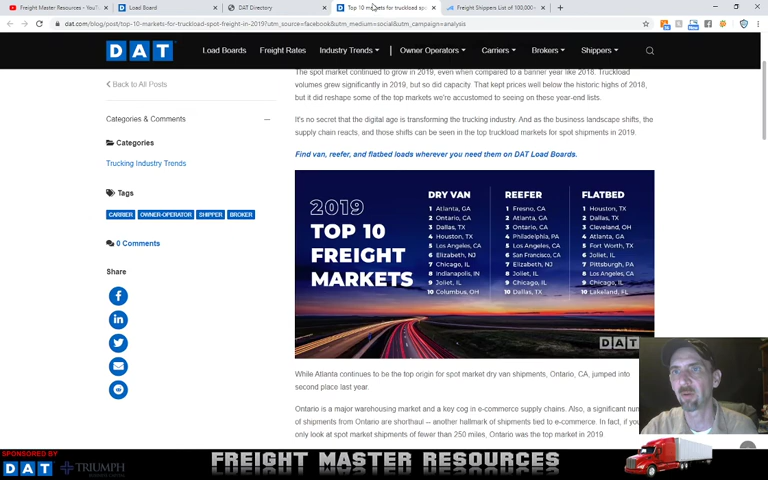 Freight Master Resources - YouT
Load Board
DAT Directory
Top 10 markets for truckload spo
Freight Shippers List of 100,000
dat.com/blog/post/top-10-markets-for-truckload-spot-freight-in-2019?utm_source=facebook&utm_medium=social&utm_campaign=analysis
DAT
Load Boards
Freight Rates
Industry Trends
Owner Operators
Carriers
Brokers
Shippers
Back to All Posts
Categories & Comments
Categories
Trucking Industry Trends
Tags
CARRIER
OWNER-OPERATOR
SHIPPER
BROKER
0 Comments
Share
The spot market continued to grow in 2019, even when compared to a banner year like 2018. Truckload
volumes grew significantly in 2019, but so did capacity. That kept prices well below the historic highs of 2018,
but it did reshape some of the top markets we're accustomed to seeing on these year-end lists.
It's no secret that the digital age is transforming the trucking industry. And as the business landscape shifts, the
supply chain reacts, and those shifts can be seen in the top truckload markets for spot shipments in 2019.
Find van, reefer, and flatbed loads wherever you need them on DAT Load Boards.
2019
TOP 10
FREIGHT
MARKETS
DRY VAN
1 Atlanta, GA
2 Ontario, CA
3 Dallas, TX
4 Houston, TX
5 Los Angeles, CA
6 Elizabeth, NJ
7 Chicago, IL
8 Indianapolis, IN
9 Joliet, IL
10 Columbus, OH
REEFER
1 Fresno, CA
2 Atlanta, GA
3 Ontario, CA
4 Philadelphia, PA
5 Los Angeles, CA
6 San Francisco, CA
7 Elizabeth, NJ
8 Joliet, IL
9 Chicago, IL
10 Dallas, TX
FLATBED
1 Houston, TX
2 Dallas, TX
3 Cleveland, OH
4 Atlanta, GA
5 Fort Worth, TX
6 Joliet, IL
7 Pittsburgh, PA
8 Los Angeles, CA
9 Chicago, IL
10 Lakeland, FL
DAT
While Atlanta continues to be the top origin for spot market dry van shipments, Ontario, CA, jumped into
second place last year.
Ontario is a major warehousing market and a key cog in e-commerce supply chains. Also, a significant num
of shipments from Ontario are shorthaul -- another hallmark of shipments tied to e-commerce. In fact, if you
only look at spot market shipments of fewer than 250 miles, Ontario was the top market in 2019.
SPONSORED BY
DAT
TRIUMPH
FREIGHT MASTER RESOURCES